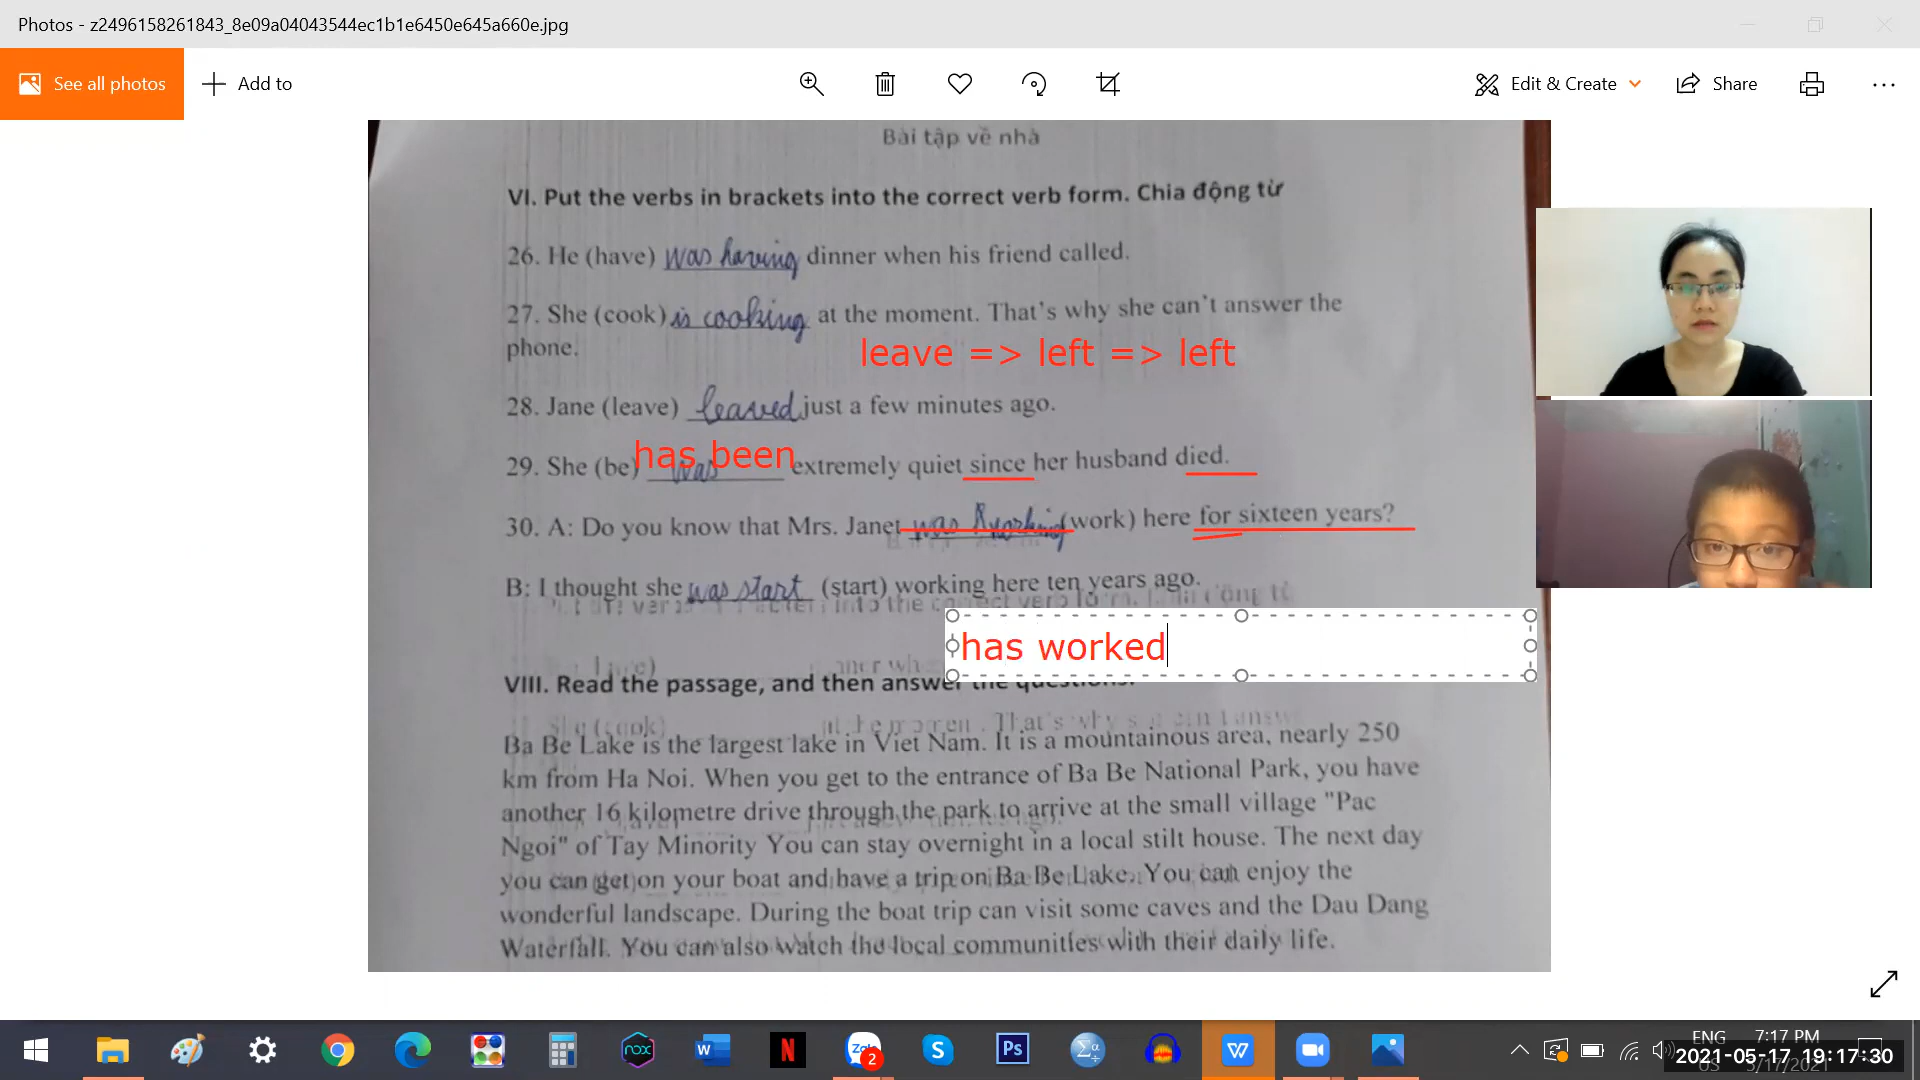 Photos - z2496158261843_8e09a04043544ec1b1e6450e645a660e.jpg
See all photos
Add to
Edit & Create
Share
Bài tập về nhà
VI. Put the verbs in brackets into the correct verb form. Chia động từ
26. He (have) was having dinner when his friend called.
27. She (cook) is cooking at the moment. That's why she can't answer the
phone.
leave => left => left
28. Jane (leave) leaved just a few minutes ago.
has been
29. She (be) was extremely quiet since her husband died.
30. A: Do you know that Mrs. Janet was working (work) here for sixteen years?
B: I thought she was start (start) working here ten years ago.
has worked
VIII. Read the passage, and then answer the questions.
Ba Be Lake is the largest lake in Viet Nam. It is a mountainous area, nearly 250
km from Ha Noi. When you get to the entrance of Ba Be National Park, you have
another 16 kilometre drive through the park to arrive at the small village "Pac
Ngoi" of Tay Minority You can stay overnight in a local stilt house. The next day
you can get on your boat and have a trip on Ba Be Lake. You can enjoy the
wonderful landscape. During the boat trip can visit some caves and the Dau Dang
Waterfall. You can also watch the local communities with their daily life.
ENG
7:17 PM
2021-05-17 19:17:30